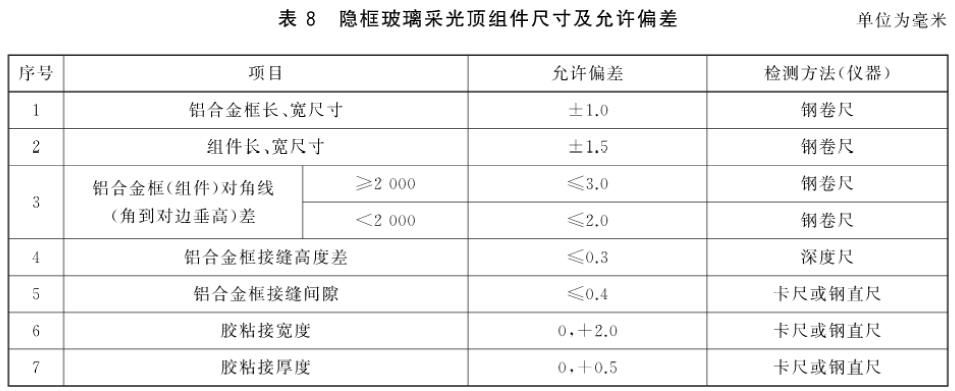 表 8 隐框玻璃采光顶组件尺寸及允许偏差 单位为毫米
序号 项目 允许偏差 检测方法(仪器)
1 铝合金框长、宽尺寸 ±1.0 钢卷尺
2 组件长、宽尺寸 ±1.5 钢卷尺
3 铝合金框(组件)对角线(角到对边垂高)差 ≥2 000 ≤3.0 钢卷尺
<2 000 ≤2.0 钢卷尺
4 铝合金框接缝高度差 ≤0.3 深度尺
5 铝合金框接缝间隙 ≤0.4 卡尺或钢直尺
6 胶粘接宽度 0,+2.0 卡尺或钢直尺
7 胶粘接厚度 0,+0.5 卡尺或钢直尺